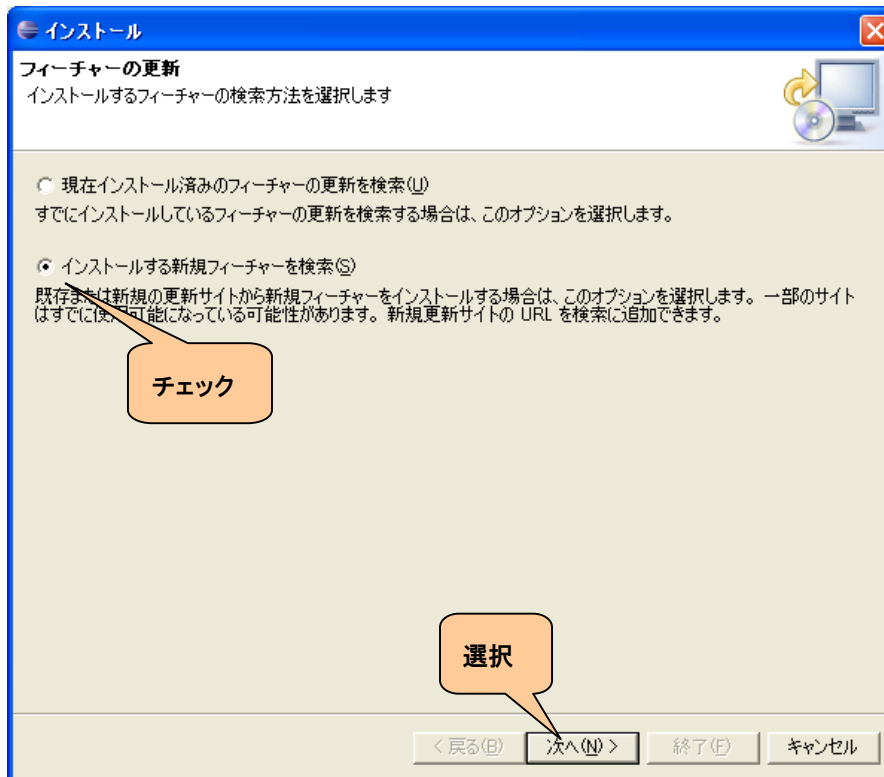 インストール
フィーチャーの更新
インストールするフィーチャーの検索方法を選択します
現在インストール済みのフィーチャーの更新を検索(U)
すでにインストールしているフィーチャーの更新を検索する場合は、このオプションを選択します。
インストールする新規フィーチャーを検索(S)
既存または新規の更新サイトから新規フィーチャーをインストールする場合は、このオプションを選択します。一部のサイト
はすでに使用可能になっている可能性があります。新規更新サイトの URL を検索に追加できます。
チェック
選択
< 戻る(B) 次へ(N) > 終了(F) キャンセル